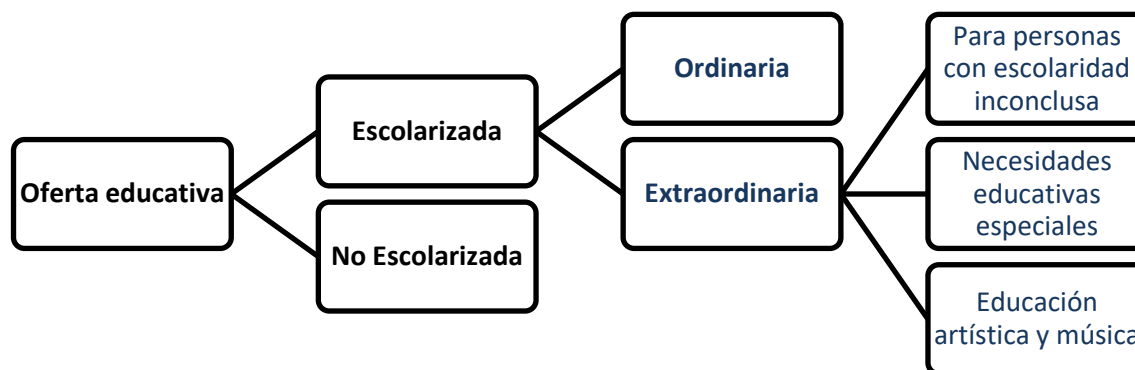 Oferta educativa
Escolarizada
No Escolarizada
Ordinaria
Extraordinaria
Para personas
con escolaridad
inconclusa
Necesidades
educativas
especiales
Educación
artística y música